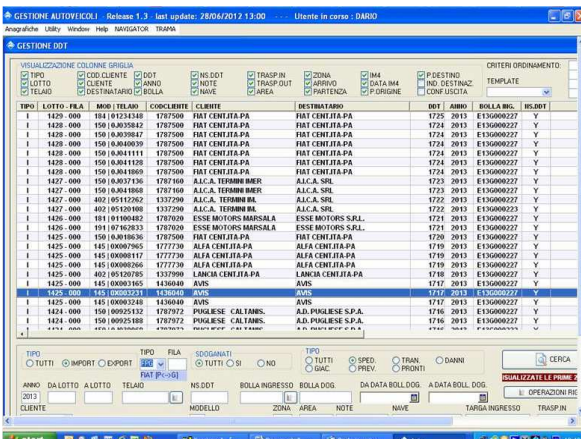 GESTIONE AUTOVEICOLI - Release 1.3 - last update: 28/06/2012 13:00 --- Utente in corso : DARIO
Anagrafiche Utility Window Help NAVIGATOR TRAMA
GESTIONE DDT
VISUALIZZAZIONE COLONNE GRIGLIA CRITERI ORDINAMENTO:
TIPO COD.CLIENTE DDT NS.DDT TRASP.IN ZONA IM4 P.DESTINO
LOTTO CLIENTE ANNO NOTE TRASP.OUT ARRIVO DATA IM4 IND. DESTINAZ. TEMPLATE
TELAIO DESTINATARIO BOLLA NAVE AREA PARTENZA P.ORIGINE CONF.USCITA
TIPO LOTTO - FILA MOD | TELAIO CODCLIENTE CLIENTE DESTINATARIO DDT ANNO BOLLA ING. NS.DDT
I 1429 - 000 184 | 01234348 1787500 FIAT CENT.ITA-PA FIAT CENT.ITA-PA 1725 2013 E13G000227 Y
I 1428 - 000 150 | 0J035842 1787500 FIAT CENT.ITA-PA FIAT CENT.ITA-PA 1724 2013 E13G000227 Y
I 1428 - 000 150 | 0J039847 1787500 FIAT CENT.ITA-PA FIAT CENT.ITA-PA 1724 2013 E13G000227 Y
I 1428 - 000 150 | 0J040039 1787500 FIAT CENT.ITA-PA FIAT CENT.ITA-PA 1724 2013 E13G000227 Y
I 1428 - 000 150 | 0J041111 1787500 FIAT CENT.ITA-PA FIAT CENT.ITA-PA 1724 2013 E13G000227 Y
I 1428 - 000 150 | 0J041128 1787500 FIAT CENT.ITA-PA FIAT CENT.ITA-PA 1724 2013 E13G000227 Y
I 1428 - 000 150 | 0J041869 1787500 FIAT CENT.ITA-PA FIAT CENT.ITA-PA 1724 2013 E13G000227 Y
I 1427 - 000 150 | 0J037136 1787160 A.I.C.A. TERMINI IMER A.I.C.A. SRL 1723 2013 E13G000227 Y
I 1427 - 000 150 | 0J041868 1787160 A.I.C.A. TERMINI IMER A.I.C.A. SRL 1723 2013 E13G000227 Y
I 1427 - 000 402 | 05112262 1337290 A.I.C.A. TERMINI IM. A.I.C.A. SRL 1722 2013 E13G000227 Y
I 1427 - 000 402 | 05120108 1337290 A.I.C.A. TERMINI IM. A.I.C.A. SRL 1722 2013 E13G000223 Y
I 1426 - 000 181 | 01100482 1787020 ESSE MOTORS MARSALA ESSE MOTORS S.R.L. 1721 2013 E13G000227 Y
I 1426 - 000 191 | 07162833 1787020 ESSE MOTORS MARSALA ESSE MOTORS S.R.L. 1721 2013 E13G000227 Y
I 1425 - 000 150 | 0J018636 1787500 FIAT CENT.ITA-PA FIAT CENT.ITA-PA 1720 2013 E13G000227 Y
I 1425 - 000 145 | 0X007965 1777730 ALFA CENT.ITA-PA ALFA CENT.ITA-PA 1719 2013 E13G000227 Y
I 1425 - 000 145 | 0X008117 1777730 ALFA CENT.ITA-PA ALFA CENT.ITA-PA 1719 2013 E13G000227 Y
I 1425 - 000 145 | 0X008266 1777730 ALFA CENT.ITA-PA ALFA CENT.ITA-PA 1719 2013 E13G000227 Y
I 1425 - 000 402 | 05120785 1337990 LANCIA CENT.ITA-PA LANCIA CENT.ITA-PA 1718 2013 E13G000227 Y
I 1425 - 000 145 | 0X003165 1436040 AVIS AVIS 1717 2013 E13G000227 Y
I 1425 - 000 145 | 0X003231 1436040 AVIS AVIS 1717 2013 E13G000227 Y
I 1425 - 000 145 | 0X003248 1436040 AVIS AVIS 1717 2013 E13G000227 Y
I 1424 - 000 150 | 00925132 1787972 PUGLIESE CALTANIS. A.D. PUGLIESE S.P.A. 1716 2013 E13G000227 Y
I 1424 - 000 150 | 00925188 1787972 PUGLIESE CALTANIS. A.D. PUGLIESE S.P.A. 1716 2013 E13G000227 Y
TIPO TIPO FILA SDOGANATI TIPO
TUTTI IMPORT EXPORT FPG TUTTI SI NO TUTTI SPED. TRAN. DANNI CERCA
FIAT [P<->G] GIAC. PREV. PRONTI
ANNO DA LOTTO A LOTTO TELAIO NS.DDT BOLLA INGRESSO BOLLA DOG. DA DATA BOLL. DOG. A DATA BOLL. DOG.
2013 OPERAZIONI RIG
CLIENTE MODELLO ZONA AREA NOTE NAVE TARGA INGRESSO TRASP.IN
start